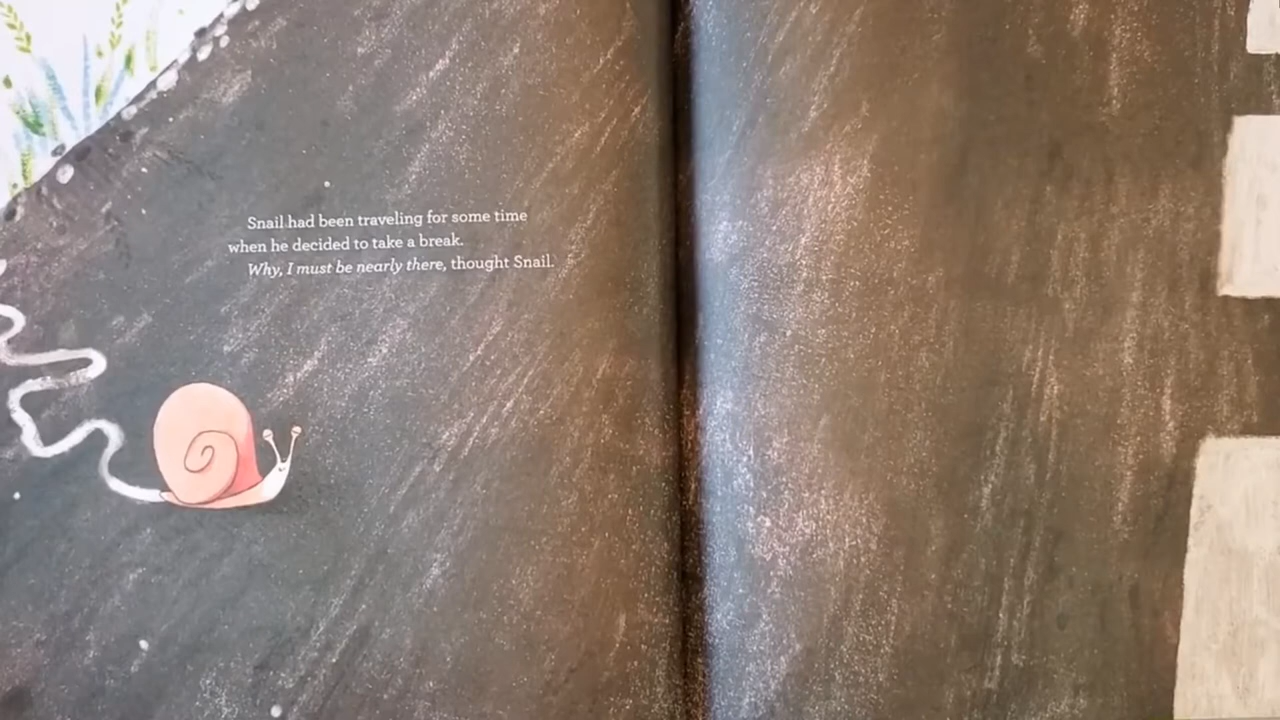 Snail had been traveling for some time
when he decided to take a break.
Why, I must be nearly there, thought Snail.